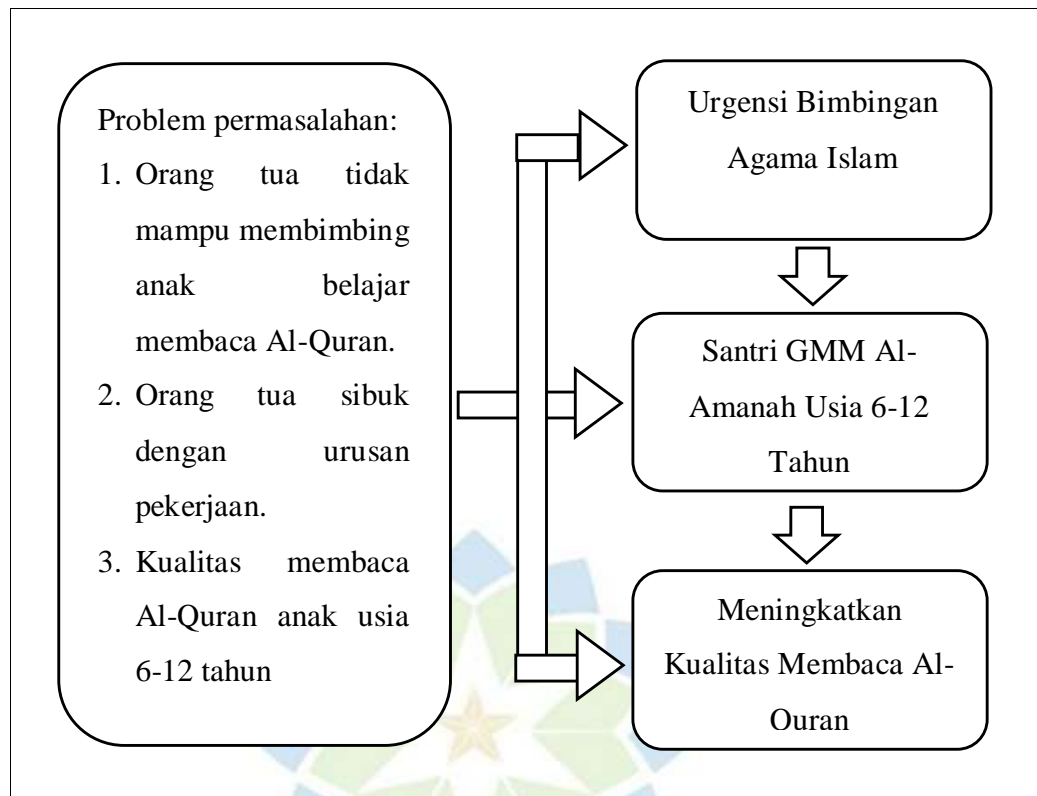 Problem permasalahan:
1. Orang tua tidak
mampu membimbing
anak belajar
membaca Al-Quran.
2. Orang tua sibuk
dengan urusan
pekerjaan.
3. Kualitas membaca
Al-Quran anak usia
6-12 tahun
Urgensi Bimbingan
Agama Islam
Santri GMM Al-
Amanah Usia 6-12
Tahun
Meningkatkan
Kualitas Membaca Al-
Quran